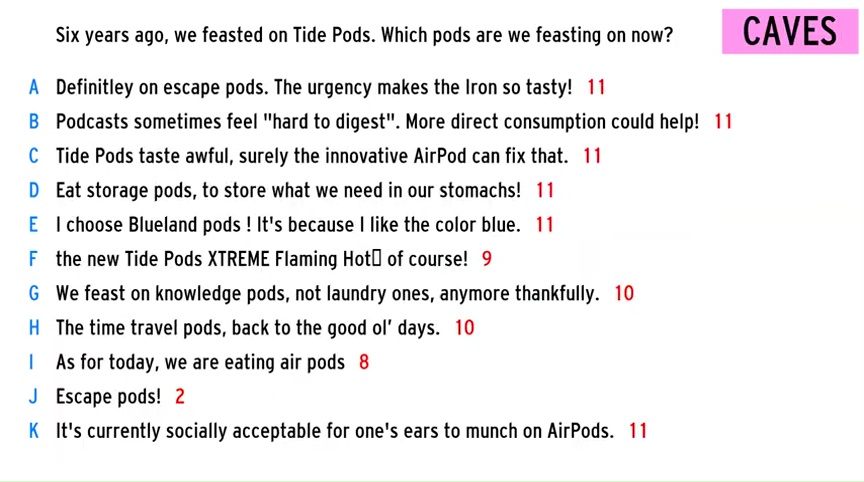 Six years ago, we feasted on Tide Pods. Which pods are we feasting on now?
CAVES
A Definitley on escape pods. The urgency makes the Iron so tasty! 11
B Podcasts sometimes feel "hard to digest". More direct consumption could help! 11
C Tide Pods taste awful, surely the innovative AirPod can fix that. 11
D Eat storage pods, to store what we need in our stomachs! 11
E I choose Blueland pods ! It's because I like the color blue. 11
F the new Tide Pods XTREME Flaming Hot▯ of course! 9
G We feast on knowledge pods, not laundry ones, anymore thankfully. 10
H The time travel pods, back to the good ol’ days. 10
I As for today, we are eating air pods 8
J Escape pods! 2
K It's currently socially acceptable for one's ears to munch on AirPods. 11